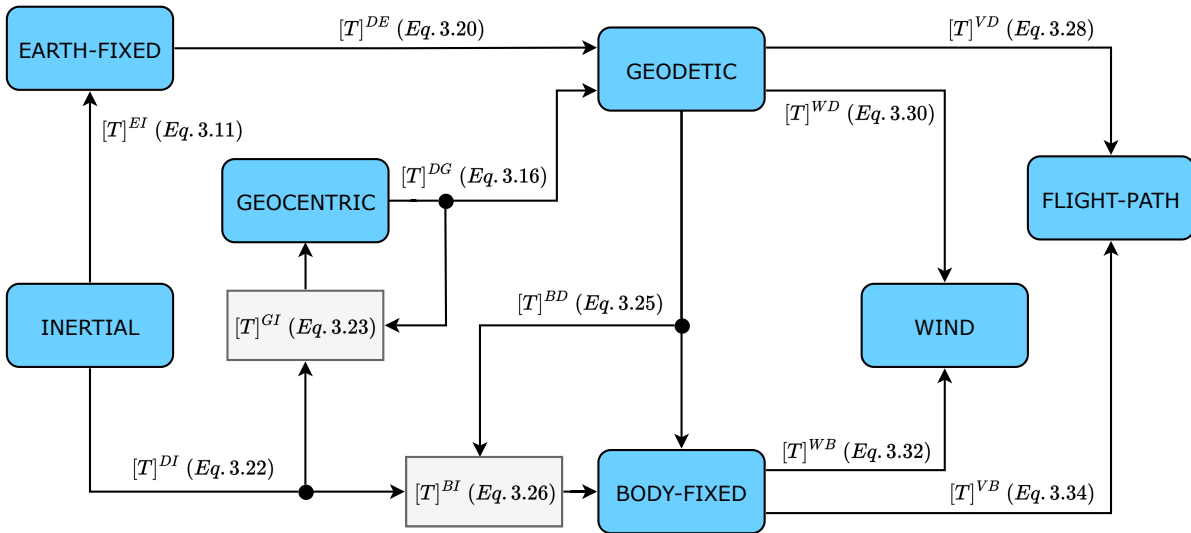 [T]^{DE} (Eq. 3.20)
[T]^{VD} (Eq. 3.28)
EARTH-FIXED
GEODETIC
[T]^{WD} (Eq. 3.30)
[T]^{EI} (Eq. 3.11)
[T]^{DG} (Eq. 3.16)
GEOCENTRIC
FLIGHT-PATH
[T]^{BD} (Eq. 3.25)
INERTIAL
[T]^{GI} (Eq. 3.23)
WIND
[T]^{WB} (Eq. 3.32)
[T]^{DI} (Eq. 3.22)
[T]^{BI} (Eq. 3.26)
BODY-FIXED
[T]^{VB} (Eq. 3.34)